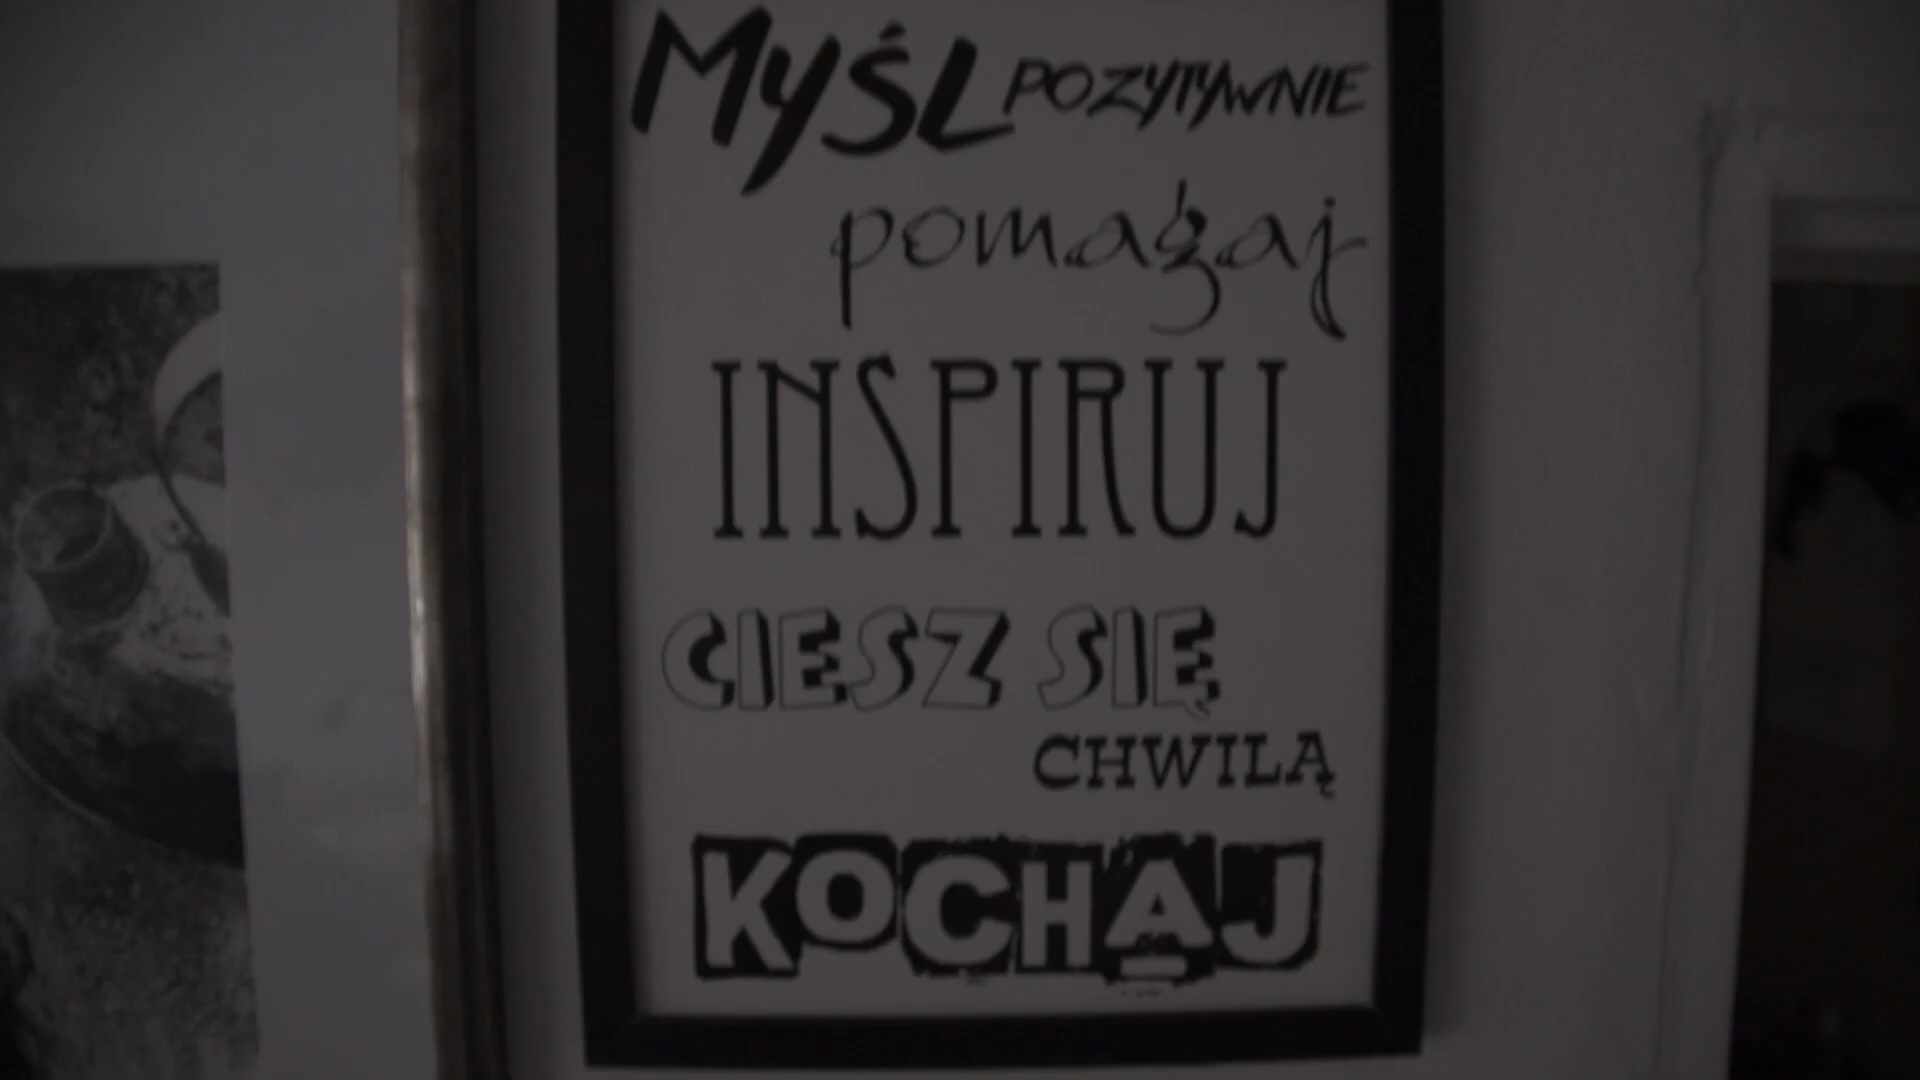 MYŚL POZYTYWNIE
pomagaj
INSPIRUJ
CIESZ SIĘ
CHWILĄ
KOCHAJ